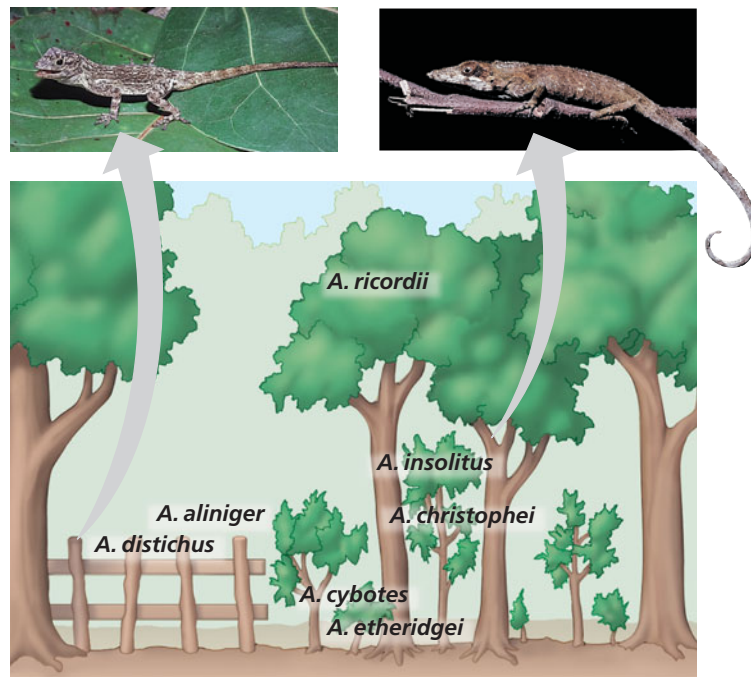 A. ricordii
A. insolitus
A. aliniger
A. christophei
A. distichus
A. cybotes
A. etheridgei